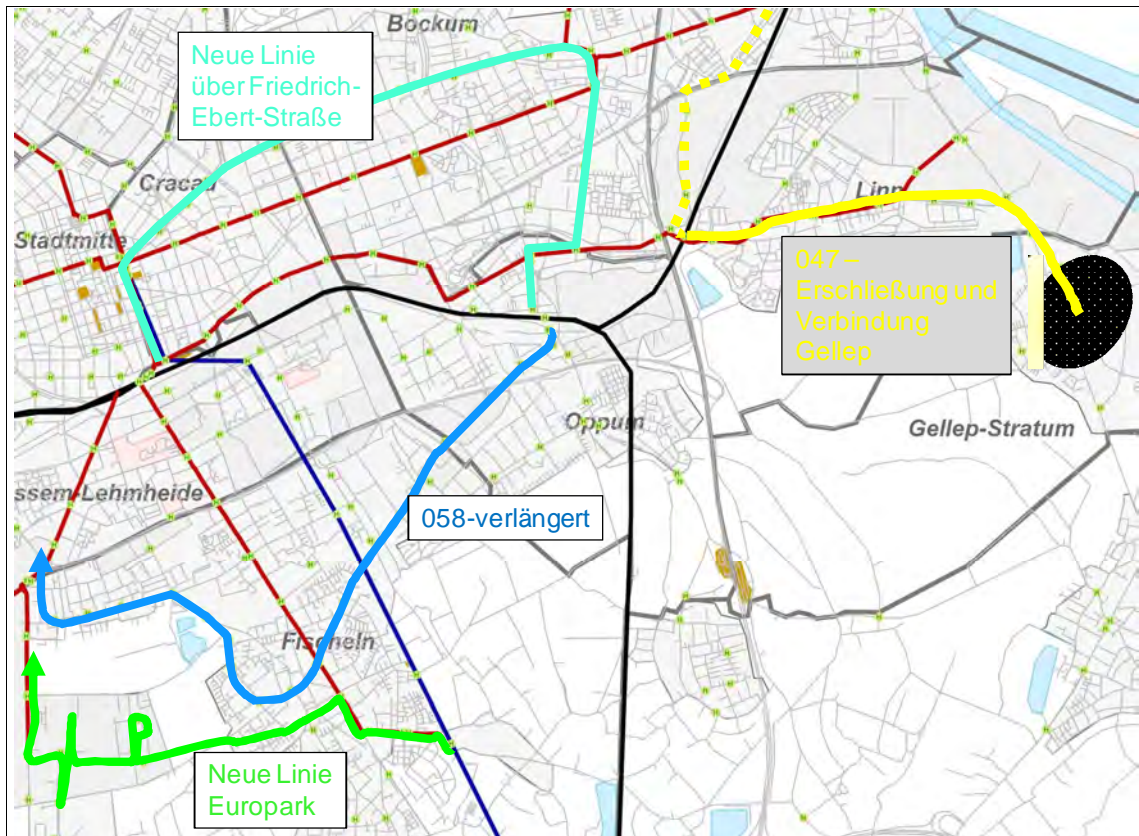 Bockum
Neue Linie
über Friedrich-
Ebert-Straße
Cracau
Linn
Stadtmitte
047 –
Erschließung und
Verbindung
Gellep
Oppum
Gellep-Stratum
ssem-Lehmheide
058-verlängert
Fischeln
Neue Linie
Europark